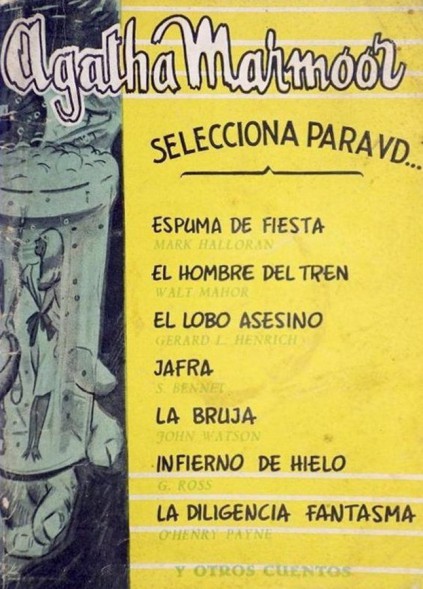 Agatha Marmóor
SELECCIONA PARA VD...
ESPUMA DE FIESTA
MARK HALLORAN
EL HOMBRE DEL TREN
WALT MAHOR
EL LOBO ASESINO
GERARD L. HENRICH
JAFRA
S. BENNET
LA BRUJA
JOHN WATSON
INFIERNO DE HIELO
G. ROSS
LA DILIGENCIA FANTASMA
O'HENRY PAYNE
Y OTROS CUENTOS